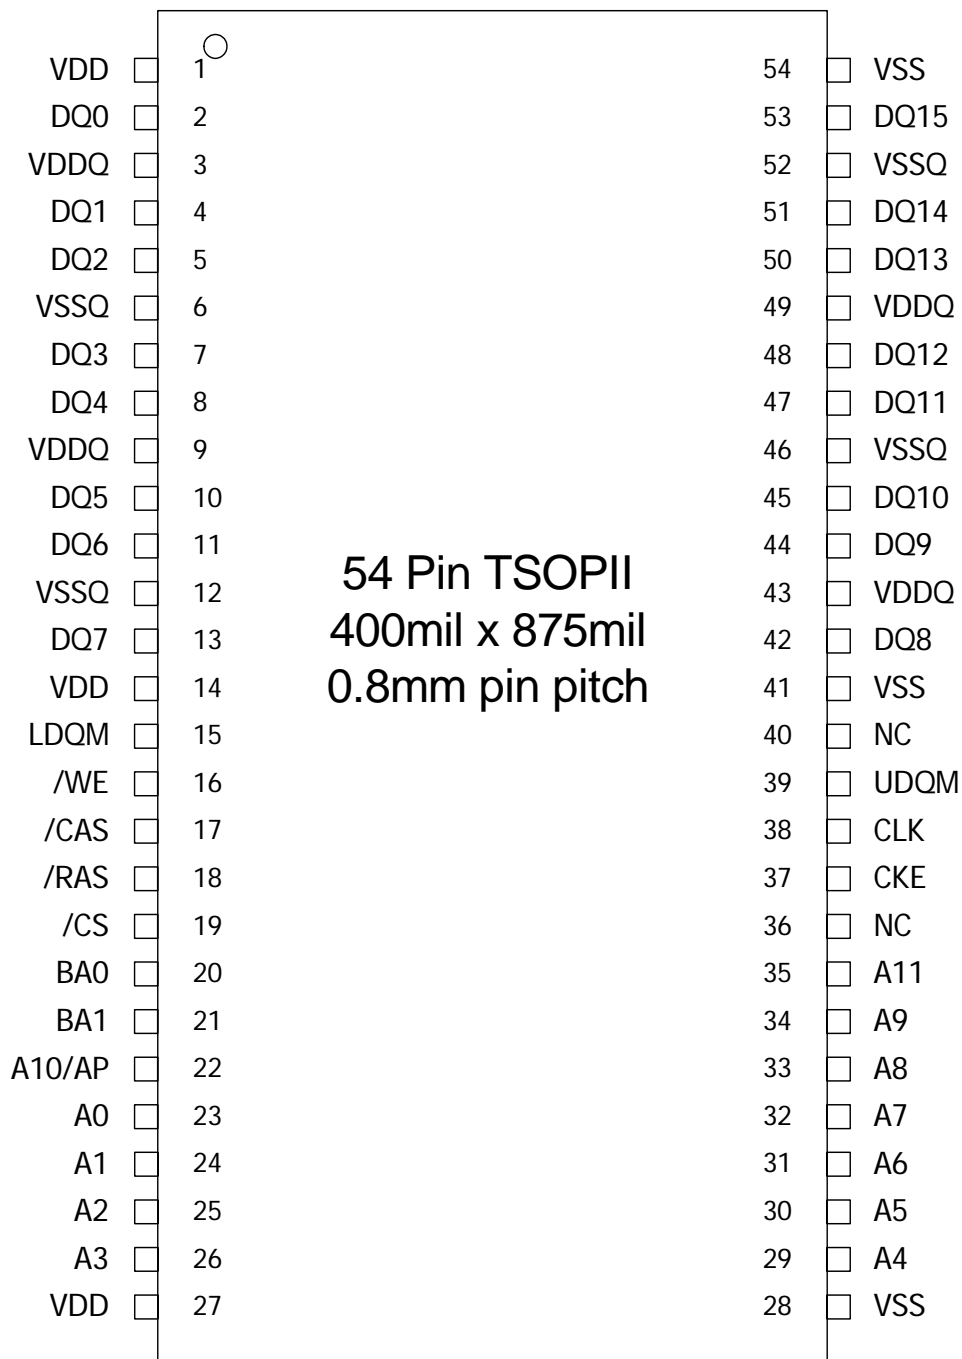 VDD 1 54 VSS
DQ0 2 53 DQ15
VDDQ 3 52 VSSQ
DQ1 4 51 DQ14
DQ2 5 50 DQ13
VSSQ 6 49 VDDQ
DQ3 7 48 DQ12
DQ4 8 47 DQ11
VDDQ 9 46 VSSQ
DQ5 10 45 DQ10
DQ6 11 44 DQ9
54 Pin TSOPII
VSSQ 12 43 VDDQ
400mil x 875mil
DQ7 13 42 DQ8
0.8mm pin pitch
VDD 14 41 VSS
LDQM 15 40 NC
/WE 16 39 UDQM
/CAS 17 38 CLK
/RAS 18 37 CKE
/CS 19 36 NC
BA0 20 35 A11
BA1 21 34 A9
A10/AP 22 33 A8
A0 23 32 A7
A1 24 31 A6
A2 25 30 A5
A3 26 29 A4
VDD 27 28 VSS